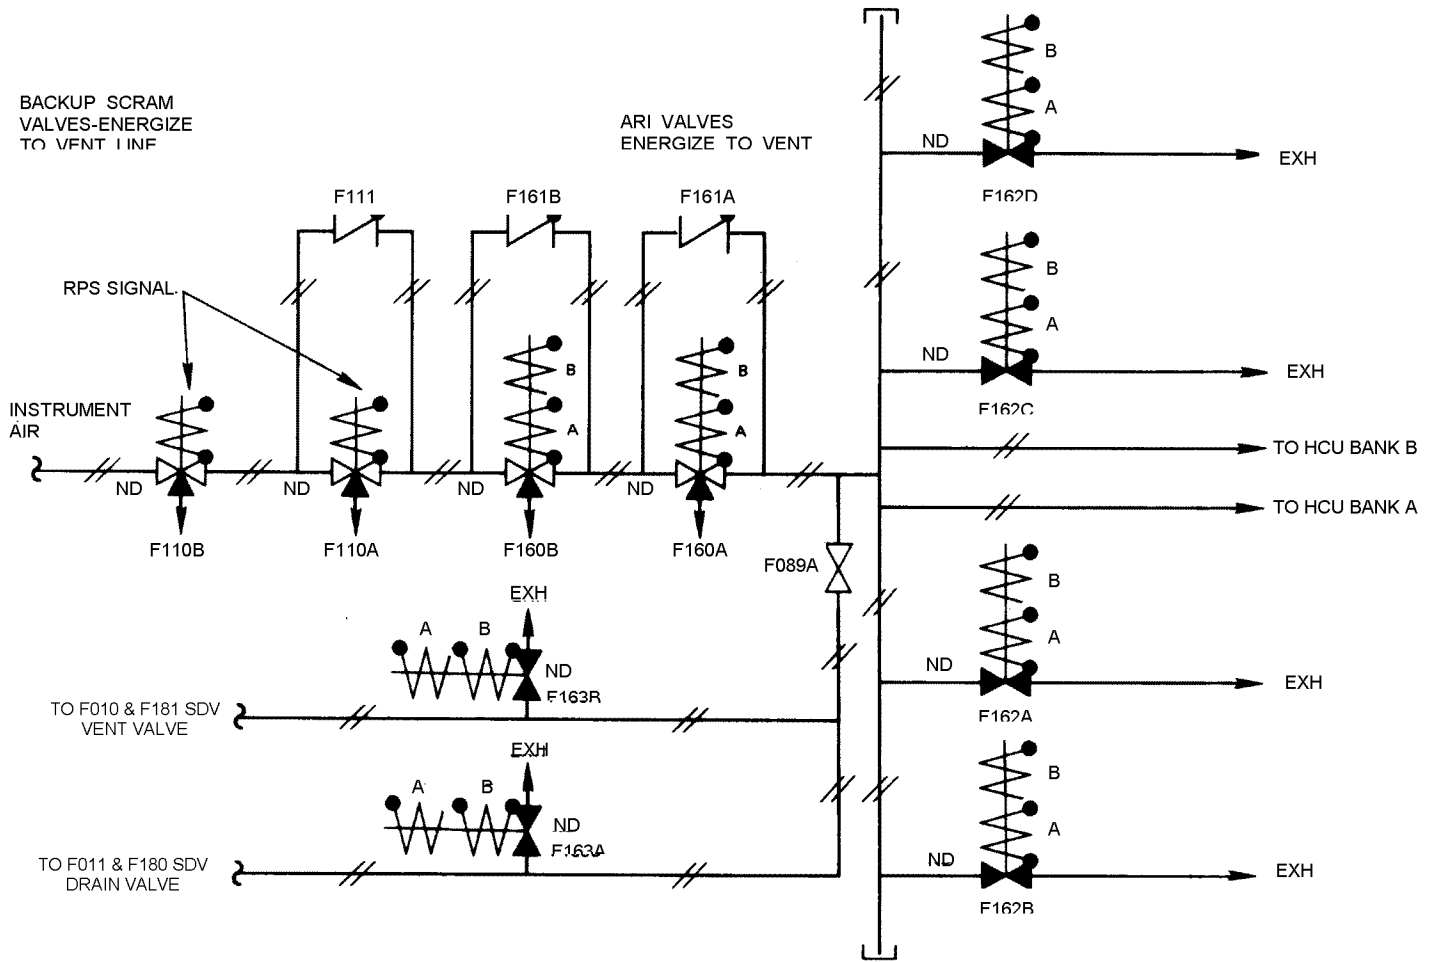 BACKUP SCRAM
VALVES-ENERGIZE
TO VENT LINE
ARI VALVES
ENERGIZE TO VENT
B
A
ND
EXH
F162D
F111
F161B
F161A
RPS SIGNAL
B
A
ND
EXH
F162C
B
A
B
A
INSTRUMENT
AIR
ND
ND
ND
ND
F110B
F110A
F160B
F160A
TO HCU BANK B
TO HCU BANK A
F089A
EXH
A
B
ND
F163B
TO F010 & F181 SDV
VENT VALVE
B
A
ND
EXH
F162A
EXH
A
B
ND
F163A
TO F011 & F180 SDV
DRAIN VALVE
B
A
ND
EXH
F162B